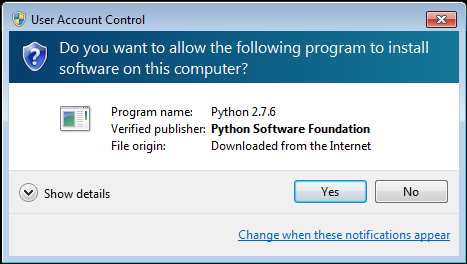 User Account Control
Do you want to allow the following program to install
software on this computer?
Program name: Python 2.7.6
Verified publisher: Python Software Foundation
File origin: Downloaded from the Internet
Show details
Yes
No
Change when these notifications appear